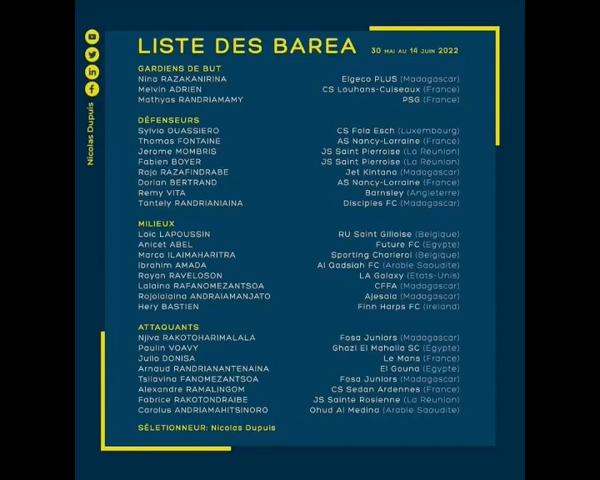 LISTE DES BAREA 30 MAI AU 14 JUIN 2022
GARDIENS DE BUT
Nina RAZAKANIRINA Elgeco PLUS (Madagascar)
Melvin ADRIEN CS Louhans-Cuiseaux (France)
Mathyas RANDRIAMAMY PSG (France)
DÉFENSEURS
Sylvio OUASSIERO CS Fola Esch (Luxembourg)
Thomas FONTAINE AS Nancy-Lorraine (France)
Jerome MOMBRIS JS Saint Pierroise (La Réunion)
Fabien BOYER JS Saint Pierroise (La Réunion)
Rajo RAZAFINDRABE Jet Kintana (Madagascar)
Dorian BERTRAND AS Nancy-Lorraine (France)
Remy VITA Barnsley (Angleterre)
Tantely RANDRIANIAINA Disciples FC (Madagascar)
MILIEUX
Loïc LAPOUSSIN RU Saint Gilloise (Belgique)
Anicet ABEL Future FC (Egypte)
Marco ILAIMAHARITRA Sporting Charleroi (Belgique)
Ibrahim AMADA Al Qadsiah FC (Arabie Saoudite)
Rayan RAVELOSON LA Galaxy (Etats-Unis)
Lalaina RAFANOMEZANTSOA CFFA (Madagascar)
Rojolalaina ANDRAIAMANJATO Ajesaia (Madagascar)
Hery BASTIEN Finn Harps FC (Ireland)
ATTAQUANTS
Njiva RAKOTOHARIMALALA Fosa Juniors (Madagascar)
Paulin VOAVY Ghazl El Mahalla SC (Egypte)
Julio DONISA Le Mans (France)
Arnaud RANDRIANANTENAINA El Gouna (Egypte)
Tsilavina FANOMEZANTSOA Fosa Juniors (Madagascar)
Alexandre RAMALINGOM CS Sedan Ardennes (France)
Fabrice RAKOTONDRAIBE JS Sainte Rosienne (La Réunion)
Carolus ANDRIAMAHITSINORO Ohud Al Medina (Arabie Saoudite)
SÉLETIONNEUR: Nicolas Dupuis
Nicolas Dupuis